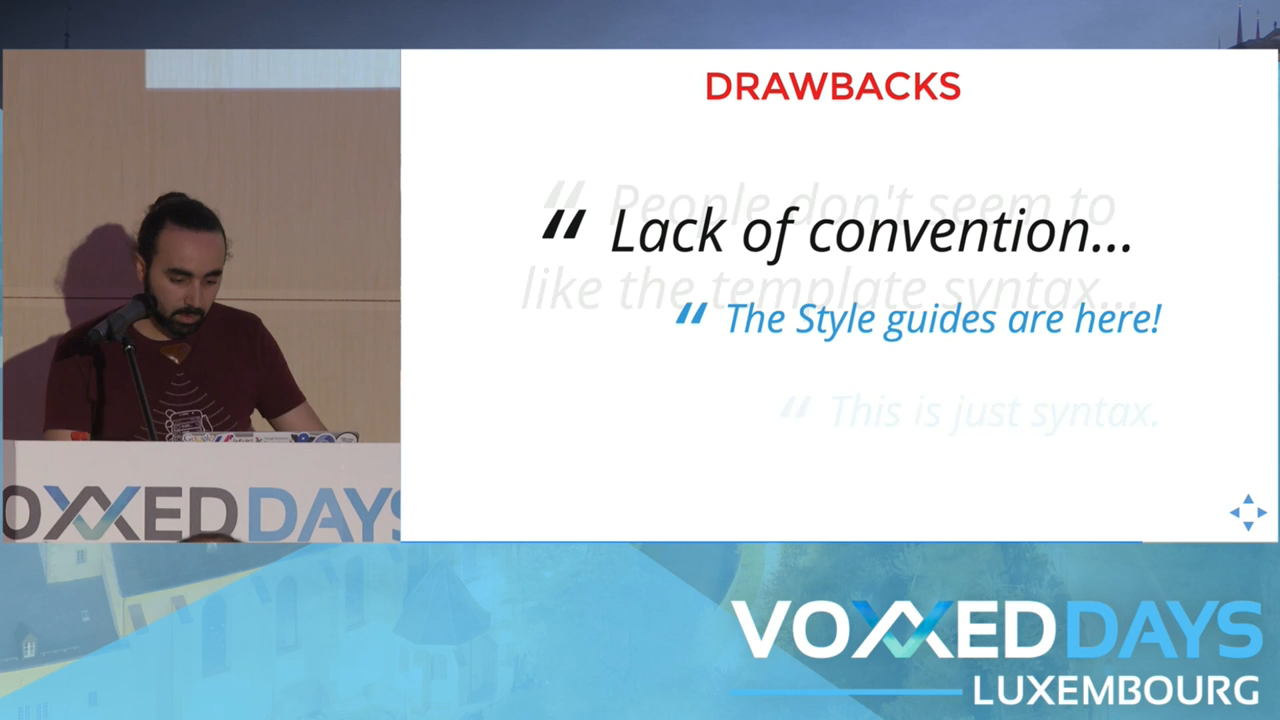 DRAWBACKS
“ People don't seem to
“ Lack of convention...
like the template syntax...
“ The Style guides are here!
“ This is just syntax.
OXXED DAYS
VOXXED DAYS
LUXEMBOURG